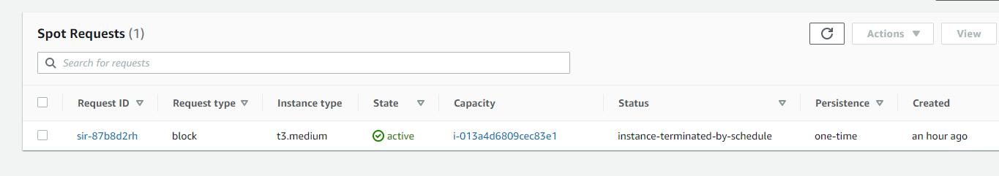 Spot Requests (1)
Actions
View
Search for requests
Request ID Request type Instance type State Capacity Status Persistence Created
sir-87b8d2rh block t3.medium active i-013a4d6809cec83e1 instance-terminated-by-schedule one-time an hour ago